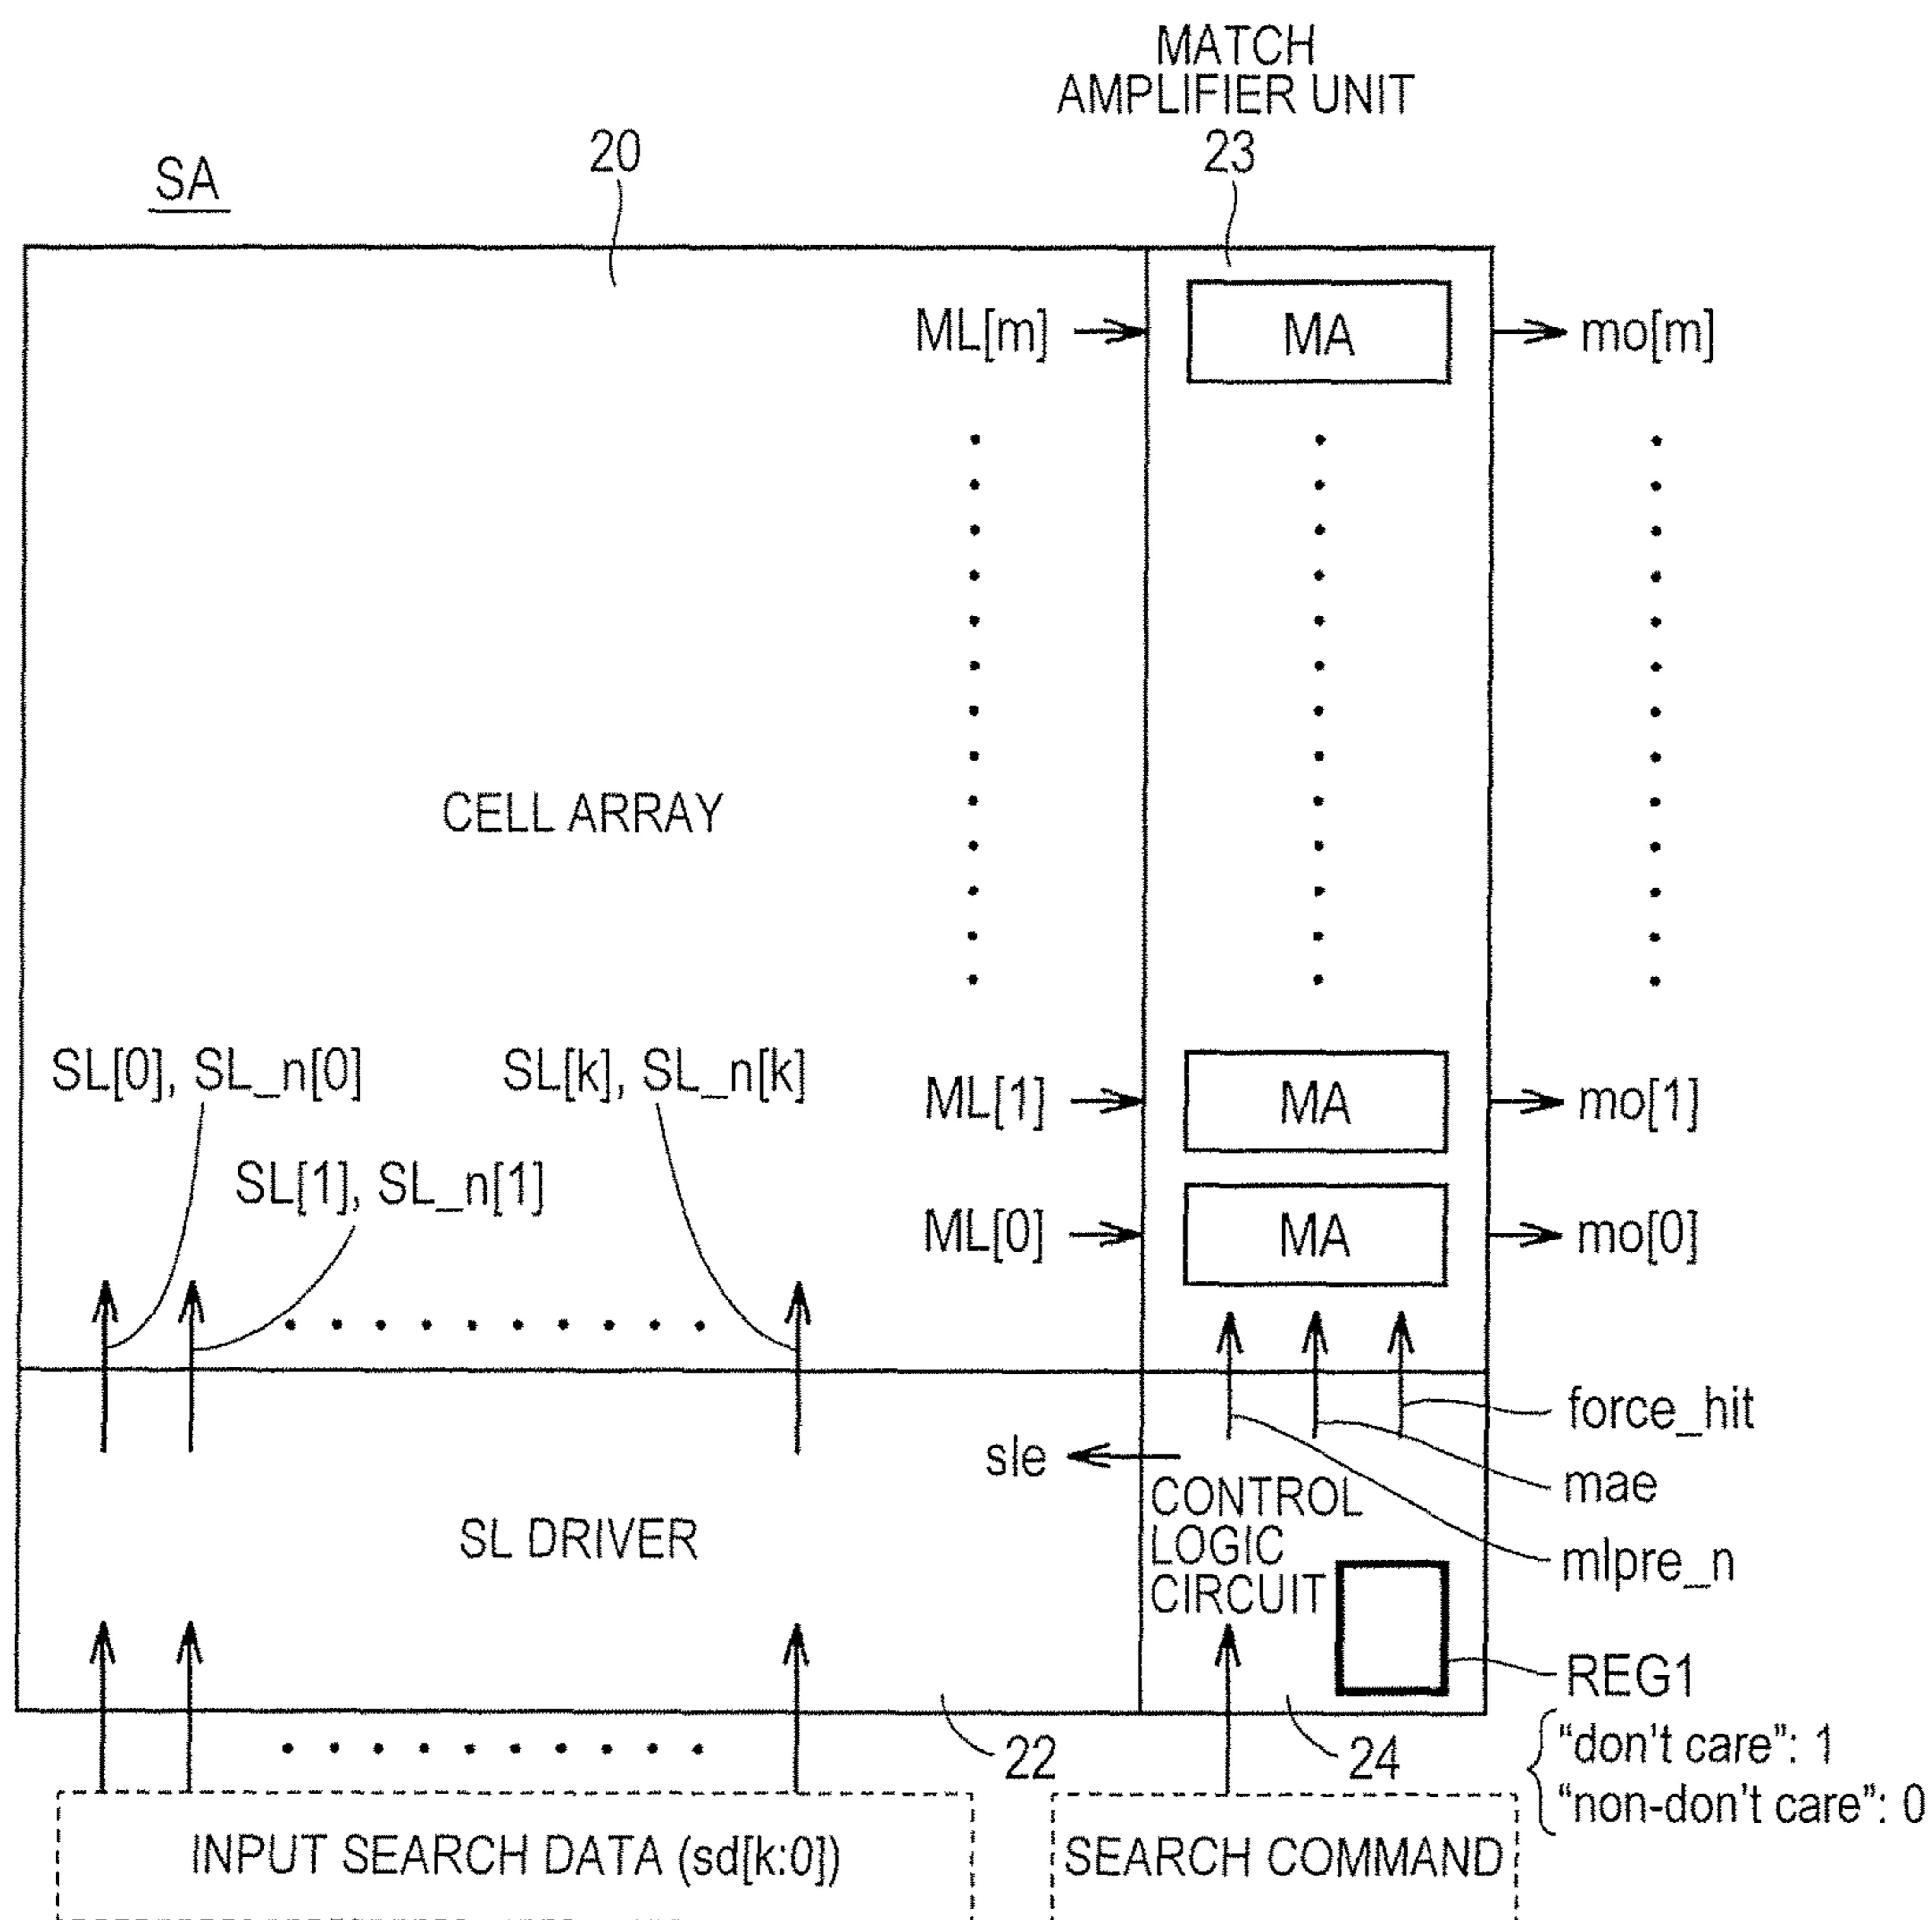 MATCH
AMPLIFIER UNIT
SA
20
23
ML[m]
MA
mo[m]
CELL ARRAY
SL[0], SL_n[0]
SL[k], SL_n[k]
ML[1]
MA
mo[1]
SL[1], SL_n[1]
ML[0]
MA
mo[0]
force_hit
sle
mae
CONTROL
LOGIC
CIRCUIT
SL DRIVER
mlpre_n
REG1
22
24
"don't care": 1
"non-don't care": 0
INPUT SEARCH DATA (sd[k:0])
SEARCH COMMAND